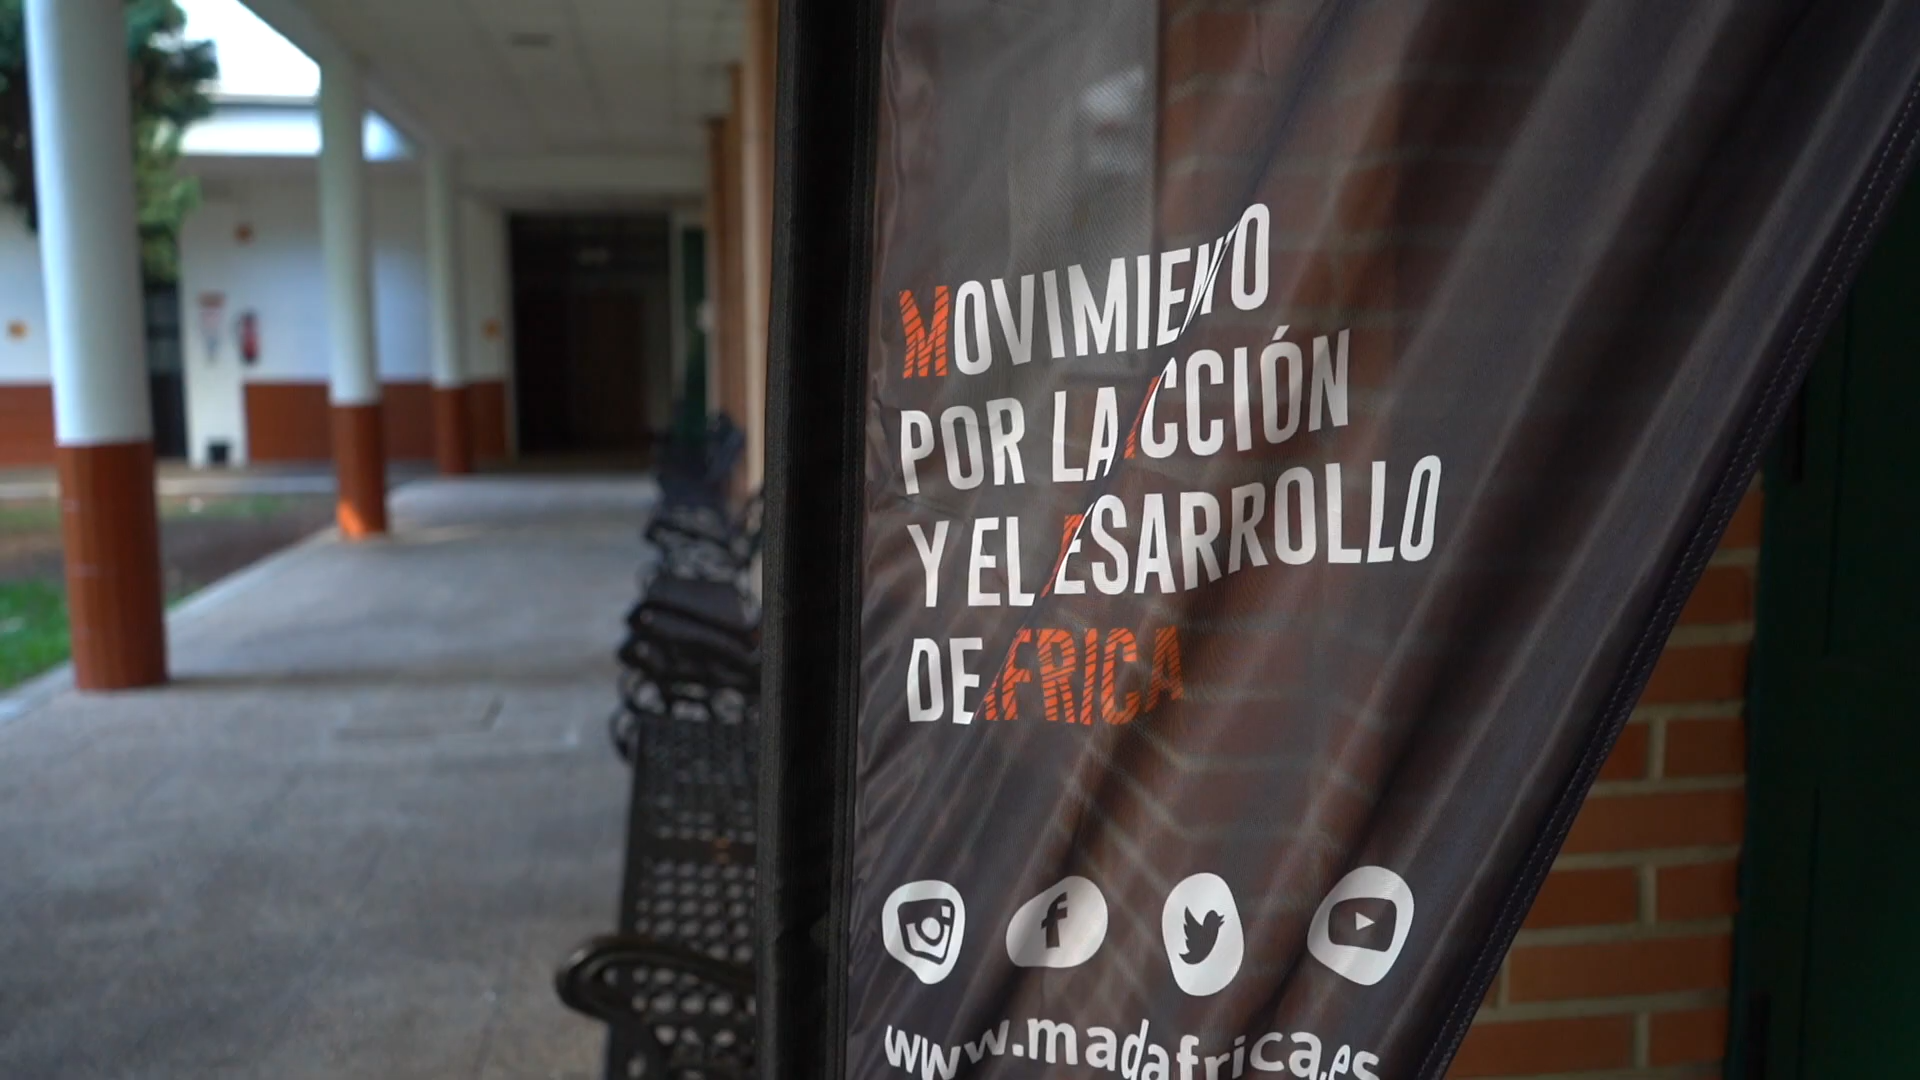 MOVIMIENTO
POR LA ACCIÓN
Y EL DESARROLLO
DE ÁFRICA
www.madafrica.es